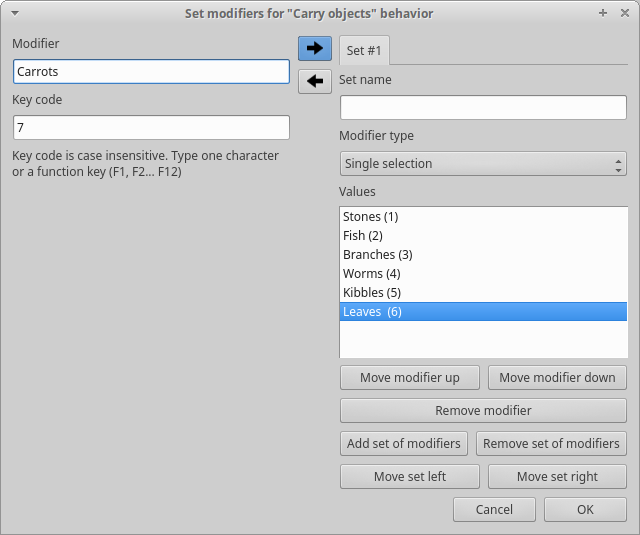 Set modifiers for "Carry objects" behavior
Modifier
Carrots
Key code
7
Key code is case insensitive. Type one character
or a function key (F1, F2... F12)
Set #1
Set name
Modifier type
Single selection
Values
Stones (1)
Fish (2)
Branches (3)
Worms (4)
Kibbles (5)
Leaves  (6)
Move modifier up
Move modifier down
Remove modifier
Add set of modifiers
Remove set of modifiers
Move set left
Move set right
Cancel
OK